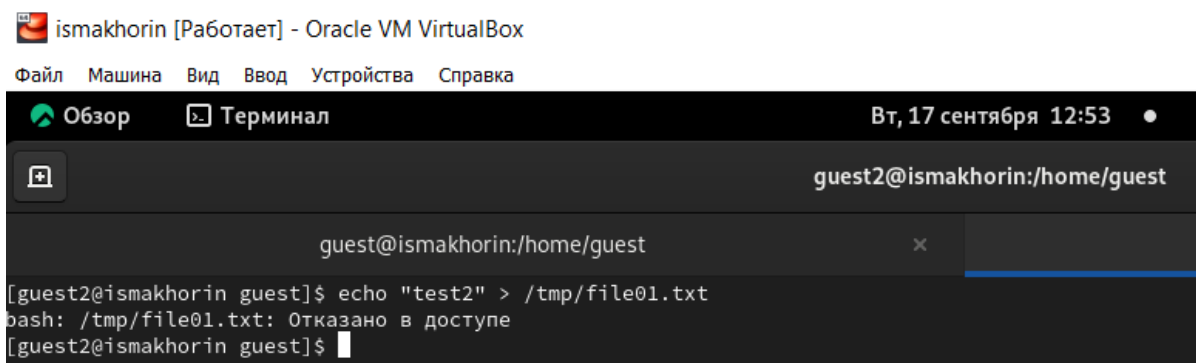 ismakhorin [Работает] - Oracle VM VirtualBox
Файл Машина Вид Ввод Устройства Справка
Обзор Терминал Вт, 17 сентября 12:53
guest2@ismakhorin:/home/guest
guest@ismakhorin:/home/guest
[guest2@ismakhorin guest]$ echo "test2" > /tmp/file01.txt
bash: /tmp/file01.txt: Отказано в доступе
[guest2@ismakhorin guest]$